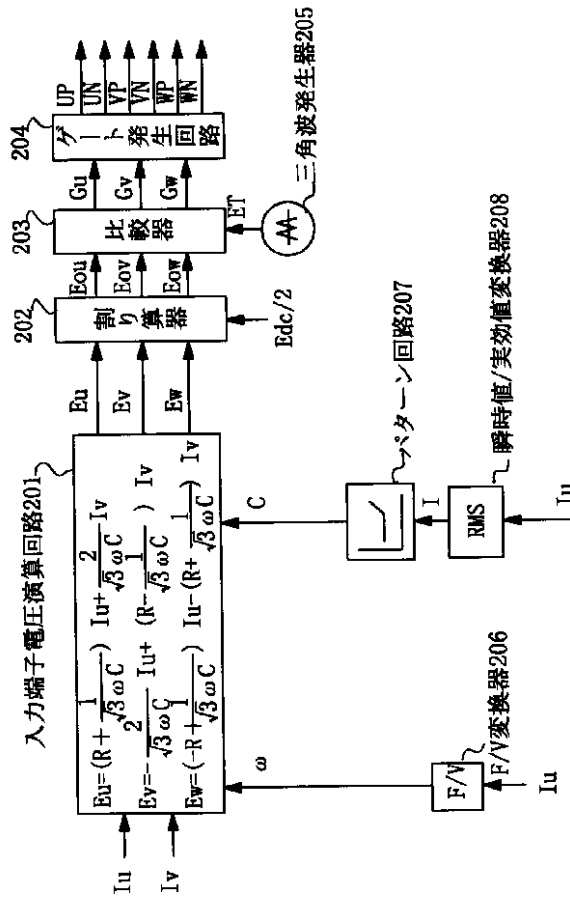 入力端子電圧演算回路201
Eu=(R+1/√3ωC)Iu+2/√3ωC Iv
Ev=-2/√3ωC Iu+(R-1/√3ωC)Iv
Ew=(-R+1/√3ωC)Iu-(R+1/√3ωC)Iv
Iu
Iv
ω
F/V
F/V変換器206
Iu
C
パターン回路207
I
RMS
瞬時値/実効値変換器208
Iu
Eu
Ev
Ew
202
割り算器
Edc/2
Eou
Eov
Eow
203
比較器
ET
三角波発生器205
Gu
Gv
Gw
204
ゲート発生回路
UP
UN
VP
VN
WP
WN